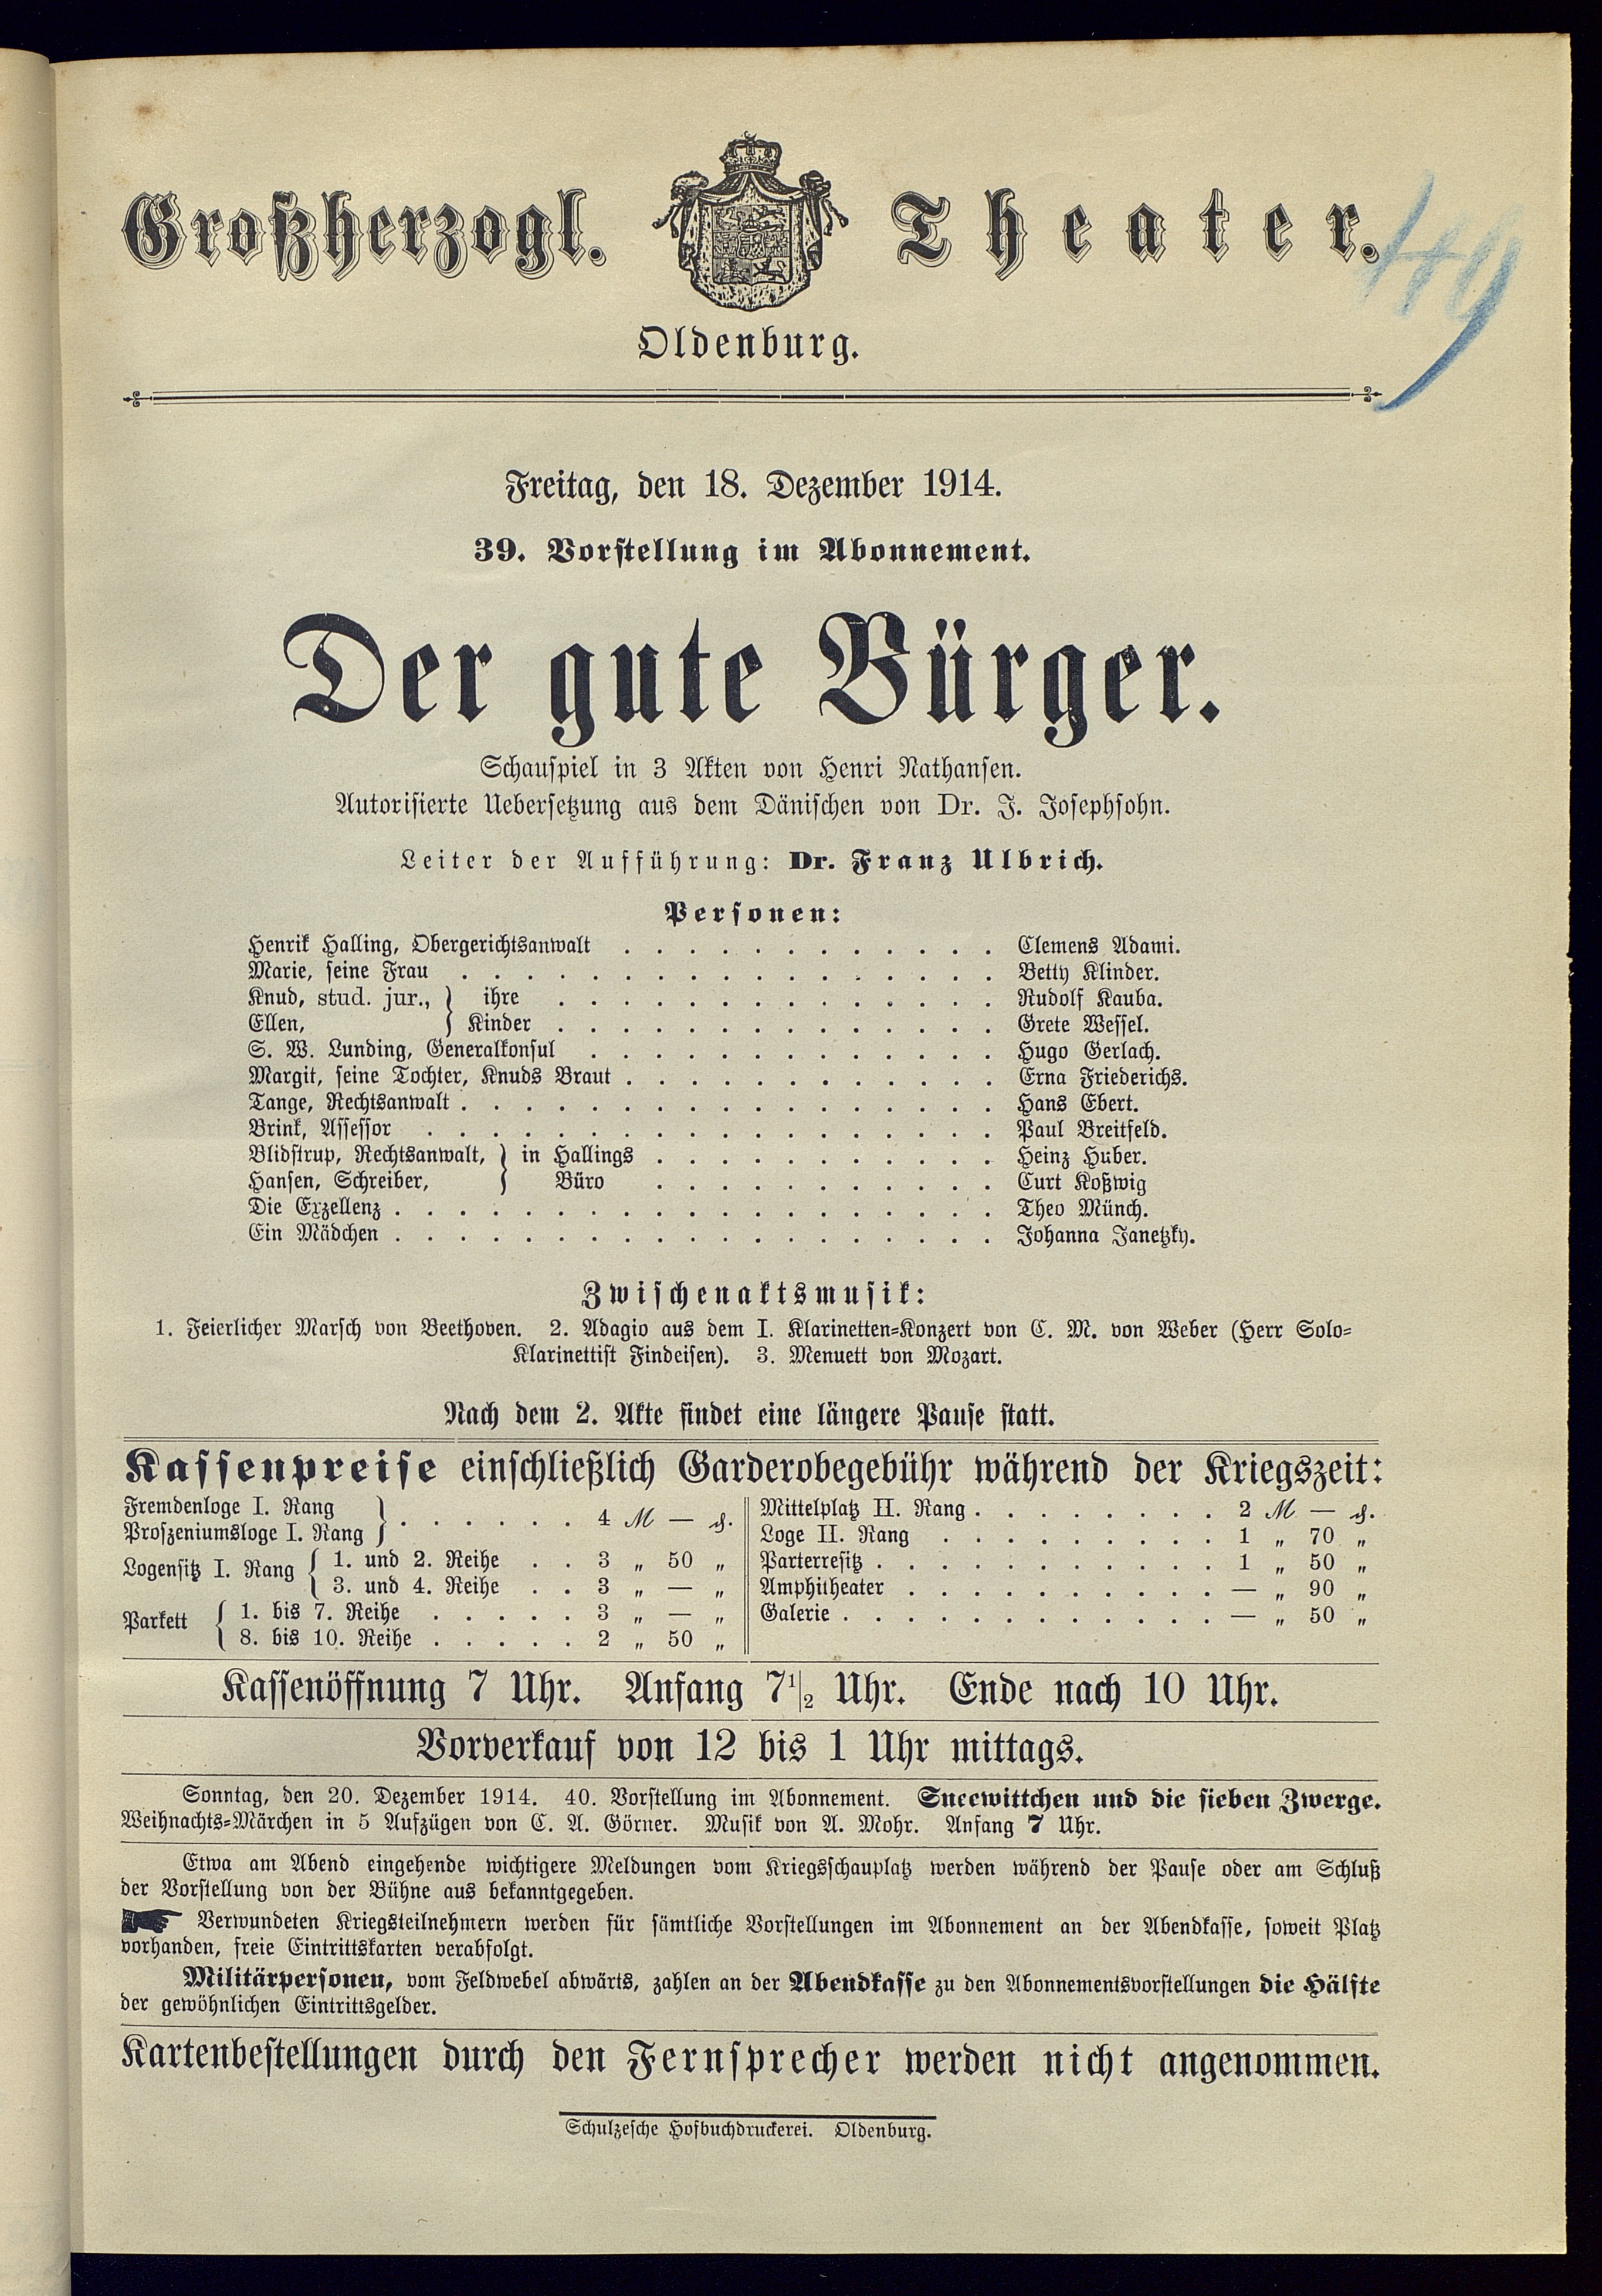 Großherzogl. Theater.
Oldenburg.
Freitag, den 18. Dezember 1914.
39. Vorstellung im Abonnement.
Der gute Bürger.
Schauspiel in 3 Akten von Henri Nathansen.
Autorisierte Uebersetzung aus dem Dänischen von Dr. J. Josephsohn.
Leiter der Aufführung: Dr. Franz Ulbrich.
Personen:
Henrik Halling, Obergerichtsanwalt . . . . . . . . . . . . Clemens Adami.
Marie, seine Frau . . . . . . . . . . . . . . . . . Betty Klinder.
Knud, stud. jur., } ihre . . . . . . . . . . . . . . Rudolf Kauba.
Ellen, } Kinder . . . . . . . . . . . . . . Grete Wessel.
S. W. Lunding, Generalkonsul . . . . . . . . . . . . . Hugo Gerlach.
Margit, seine Tochter, Knuds Braut . . . . . . . . . . . . Erna Friederichs.
Tange, Rechtsanwalt . . . . . . . . . . . . . . . . . Hans Ebert.
Brink, Assessor . . . . . . . . . . . . . . . . . . Paul Breitfeld.
Blidstrup, Rechtsanwalt, } in Hallings . . . . . . . . . . . Heinz Huber.
Hansen, Schreiber, } Büro . . . . . . . . . . . Curt Koßwig
Die Exzellenz . . . . . . . . . . . . . . . . . . . Theo Münch.
Ein Mädchen . . . . . . . . . . . . . . . . . . . Johanna Janetzky.
Zwischenaktsmusik:
1. Feierlicher Marsch von Beethoven. 2. Adagio aus dem I. Klarinetten-Konzert von C. M. von Weber (Herr Solo-
Klarinettist Findeisen). 3. Menuett von Mozart.
Nach dem 2. Akte findet eine längere Pause statt.
Kassenpreise einschließlich Garderobegebühr während der Kriegszeit:
Fremdenloge I. Rang
Proszeniumsloge I. Rang } . . . . . . 4 M — ₰.
Logensitz I. Rang { 1. und 2. Reihe . . 3 „ 50 „
3. und 4. Reihe . . 3 „ — „
Parkett { 1. bis 7. Reihe . . . . . 3 „ — „
8. bis 10. Reihe . . . . . 2 „ 50 „
Mittelplatz II. Rang . . . . . . . . 2 M — ₰.
Loge II. Rang . . . . . . . . . 1 „ 70 „
Parterresitz . . . . . . . . . . . 1 „ 50 „
Amphitheater . . . . . . . . . . — „ 90 „
Galerie . . . . . . . . . . . . — „ 50 „
Kassenöffnung 7 Uhr. Anfang 7 1/2 Uhr. Ende nach 10 Uhr.
Vorverkauf von 12 bis 1 Uhr mittags.
Sonntag, den 20. Dezember 1914. 40. Vorstellung im Abonnement. Sneewittchen und die sieben Zwerge.
Weihnachts-Märchen in 5 Aufzügen von C. A. Görner. Musik von A. Mohr. Anfang 7 Uhr.
Etwa am Abend eingehende wichtigere Meldungen vom Kriegsschauplatz werden während der Pause oder am Schluß
der Vorstellung von der Bühne aus bekanntgegeben.
Verwundeten Kriegsteilnehmern werden für sämtliche Vorstellungen im Abonnement an der Abendkasse, soweit Platz
vorhanden, freie Eintrittskarten verabfolgt.
Militärpersonen, vom Feldwebel abwärts, zahlen an der Abendkasse zu den Abonnementsvorstellungen die Hälfte
der gewöhnlichen Eintrittsgelder.
Kartenbestellungen durch den Fernsprecher werden nicht angenommen.
Schulzesche Hofbuchdruckerei. Oldenburg.